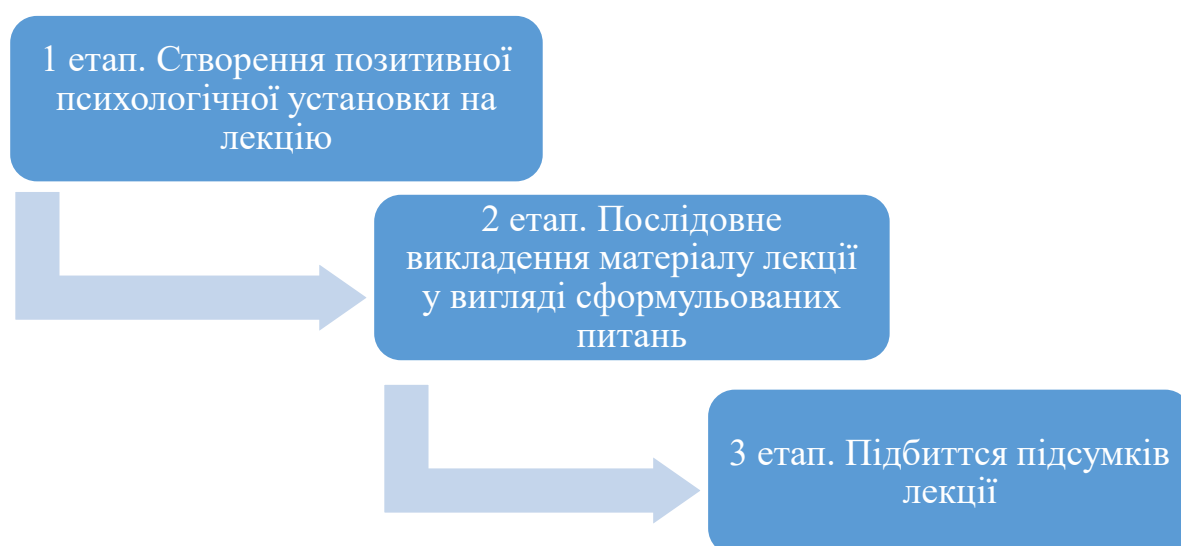 1 етап. Створення позитивної
психологічної установки на
лекцію
2 етап. Послідовне
викладення матеріалу лекції
у вигляді сформульованих
питань
3 етап. Підбиттся підсумків
лекції